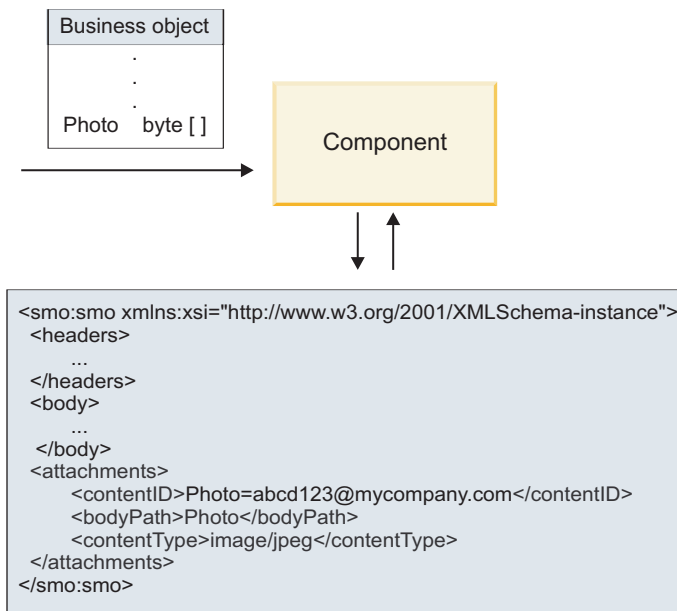 Business object
.
.
.
Photo byte [ ]
Component
<smo:smo xmlns:xsi="http://www.w3.org/2001/XMLSchema-instance">
<headers>
...
</headers>
<body>
...
</body>
<attachments>
<contentID>Photo=abcd123@mycompany.com</contentID>
<bodyPath>Photo</bodyPath>
<contentType>image/jpeg</contentType>
</attachments>
</smo:smo>